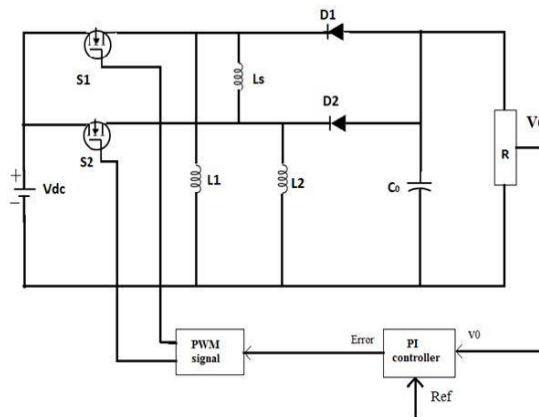 D1
S1
Ls
D2
S2
V
+
Vdc
−
L1
L2
C₀
R
PWM
signal
Error
PI
controller
V0
Ref